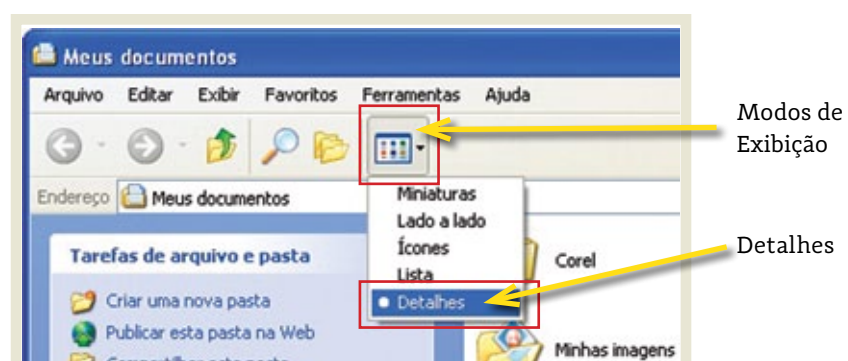 Meus documentos
Arquivo Editar Exibir Favoritos Ferramentas Ajuda
Modos de
Exibição
Endereço Meus documentos
Miniaturas
Lado a lado
Ícones
Lista
Detalhes
Detalhes
Tarefas de arquivo e pasta
Criar uma nova pasta
Publicar esta pasta na Web
Corel
Minhas imagens